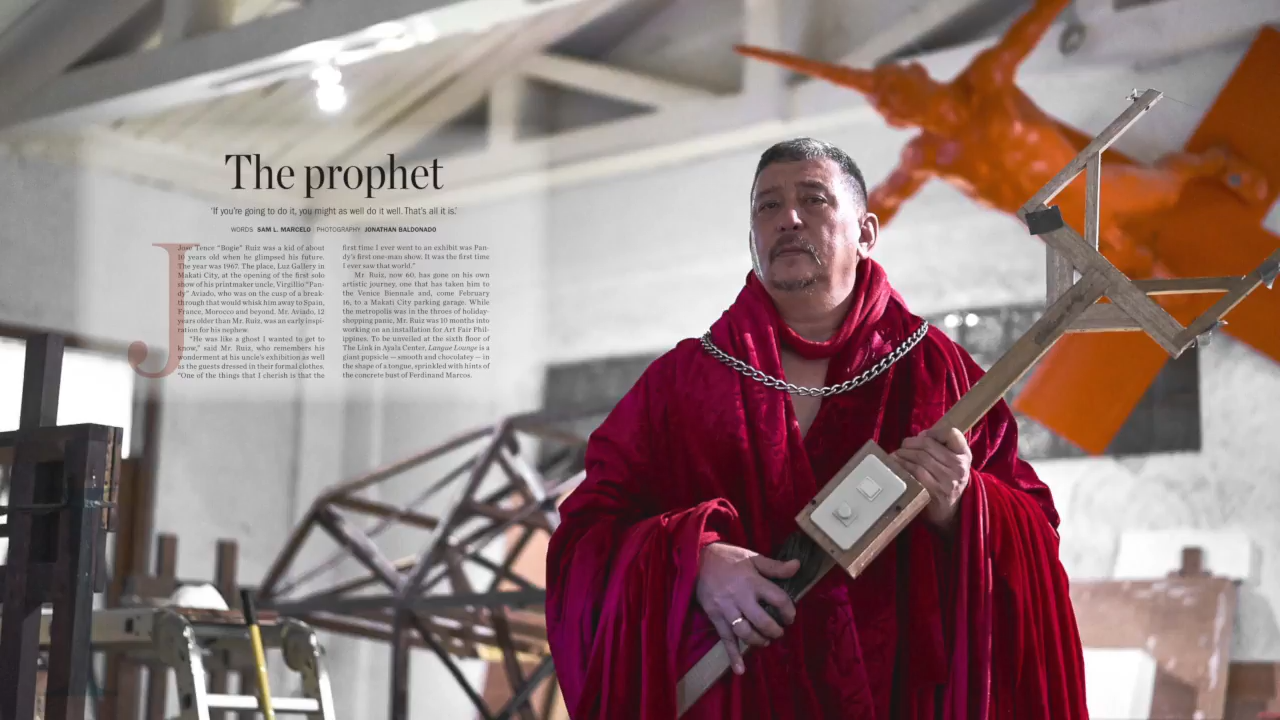 The prophet
'If you're going to do it, you might as well do it well. That's all it is.'
WORDS SAM L. MARCELO | PHOTOGRAPHY JONATHAN BALDONADO
José Tence "Bogie" Ruiz was a kid of about
10 years old when he glimpsed his future.
The year was 1967. The place, Luz Gallery in
Makati City, at the opening of the first solo
show of his printmaker uncle, Virgillio "Pan-
dy" Aviado, who was on the cusp of a break-
through that would whisk him away to Spain,
France, Morocco and beyond. Mr. Aviado, 12
years older than Mr. Ruiz, was an early inspi-
ration for his nephew.
"He was like a ghost I wanted to get to
know," said Mr. Ruiz, who remembers his
wonderment at his uncle's exhibition as well
as the guests dressed in their formal clothes.
"One of the things that I cherish is that the
first time I ever went to an exhibit was Pan-
dy's first one-man show. It was the first time
I ever saw that world."
Mr. Ruiz, now 60, has gone on his own
artistic journey, one that has taken him to
the Venice Biennale and, come February
16, to a Makati City parking garage. While
the metropolis was in the throes of holiday-
shopping panic, Mr. Ruiz was 10 months into
working on an installation for Art Fair Phil-
ippines. To be unveiled at the sixth floor of
The Link in Ayala Center, Langue Lounge is a
giant popsicle — smooth and chocolatey — in
the shape of a tongue, sprinkled with hints of
the concrete bust of Ferdinand Marcos.